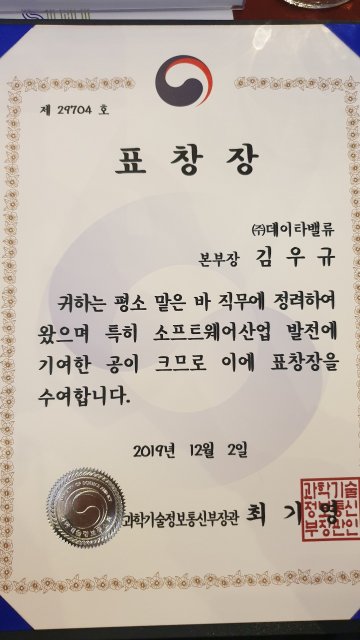 제 29704 호
표 창 장
㈜데이타밸류
본부장 김 우 규
귀하는 평소 맡은 바 직무에 정려하여
왔으며 특히 소프트웨어산업 발전에
기여한 공이 크므로 이에 표창장을
수여합니다.
2019년 12월 2일
과학기술정보통신부장관 최 기 영
과학기술
정보통신
부장관인